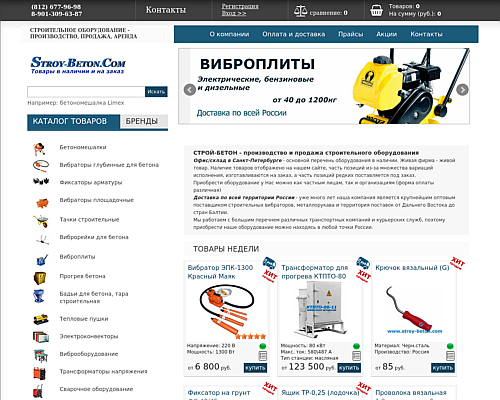 (812) 677-96-98
8-901-309-63-87
Контакты
Регистрация
Вход >>
сравнение: 0
Товаров: 0
На сумму (руб.): 0
СТРОИТЕЛЬНОЕ ОБОРУДОВАНИЕ -
ПРОИЗВОДСТВО, ПРОДАЖА, АРЕНДА
О компании
Оплата и доставка
Прайсы
Акции
Контакты
Stroy-Beton.Com
Товары в наличии и на заказ
Искать
Например: бетономешалка Limex
КАТАЛОГ ТОВАРОВ
БРЕНДЫ
Бетономешалки
Вибраторы глубинные для бетона
Фиксаторы арматуры
Вибраторы площадочные
Тачки строительные
Виброрейки для бетона
Виброплиты
Прогрев бетона
Бадьи для бетона, тара
строительная
Тепловые пушки
Электроконвекторы
Виброоборудование
Трансформаторы напряжения
Сварочное оборудование
ВИБРОПЛИТЫ
Электрические, бензиновые
и дизельные
от 40 до 1200кг
Доставка по всей России
СТРОЙ-БЕТОН - производство и продажа строительного оборудования
Офис/склад в Санкт-Петербурге - основной перечень оборудования в наличии. Живая фирма - живой
товар. Наличие товаров отображено на нашем сайте, часть позиций из-за множества вариаций
исполнения, изготавливаются на заказ, а часть позиций редких поставляется под заказ.
Приобрести оборудование у Нас можно как частным лицам, так и организациям (форма оплаты
различная)
Доставка по всей территории России - уже много лет наша компания является крупнейшим оптовым
поставщиком строительных вибраторов, металлорукава и территория поставок от Дальнего Востока до
стран Балтии.
Мы работаем с большим перечнем различных транспортных компаний и курьерских служб, поэтому
приобрести наше оборудование можно находясь в любой точке России.
ТОВАРЫ НЕДЕЛИ
Вибратор ЭПК-1300
Красный Маяк
ХИТ
Напряжение: 220 В
Мощность: 1300 Вт
от 6 800 руб.
купить
Трансформатор для
прогрева КТПТО-80
ХИТ
Мощность: 80 кВт
Макс. ток: 580\487 А
Тип станции: масляная
от 123 500 руб.
купить
Крючок вязальный (G)
ХИТ
www.stroy-beton.com
Материал: Черн.сталь
Производство: Россия
от 85 руб.
купить
Фиксатор на грунт
ХИТ
Ящик ТР-0,25 (лодочка)
ХИТ
Проволока вязальная
ХИТ